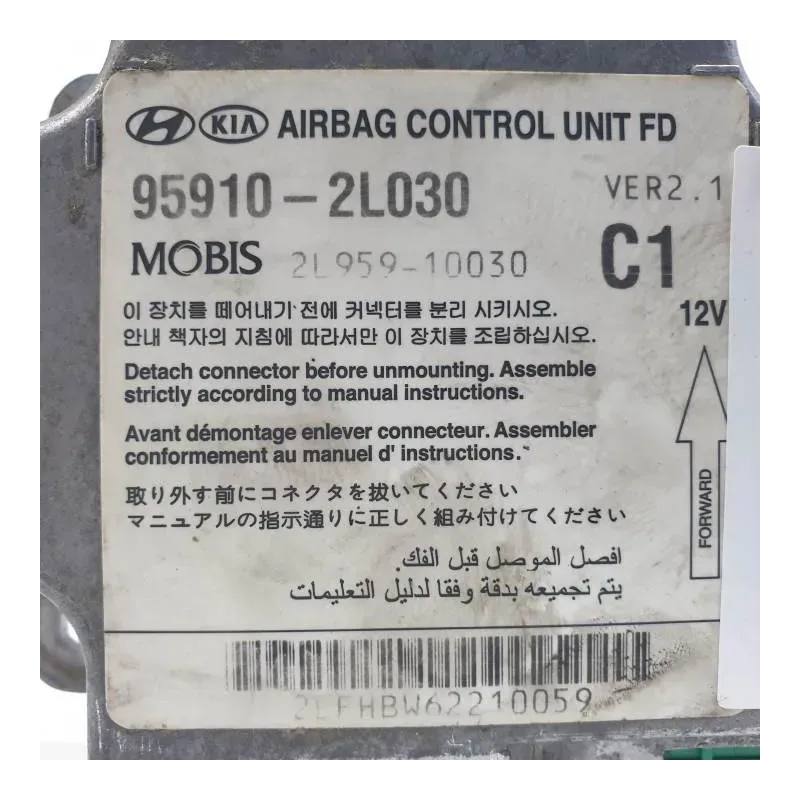 HYUNDAI KIA AIRBAG CONTROL UNIT FD
95910-2L030 VER2.1
MOBIS 2L959-10030 C1
이 장치를 떼어내기 전에 커넥터를 분리 시키시오. 12V
안내 책자의 지침에 따라서만 이 장치를 조립하십시오.
Detach connector before unmounting. Assemble
strictly according to manual instructions.
Avant démontage enlever connecteur. Assembler
conformement au manuel d' instructions.
FORWARD
取り外す前にコネクタを抜いてください
マニュアルの指示通りに正しく組み付けてください
افصل الموصل قبل الفك.
يتم تجميعه بدقة وفقا لدليل التعليمات
2LFHBW62210059